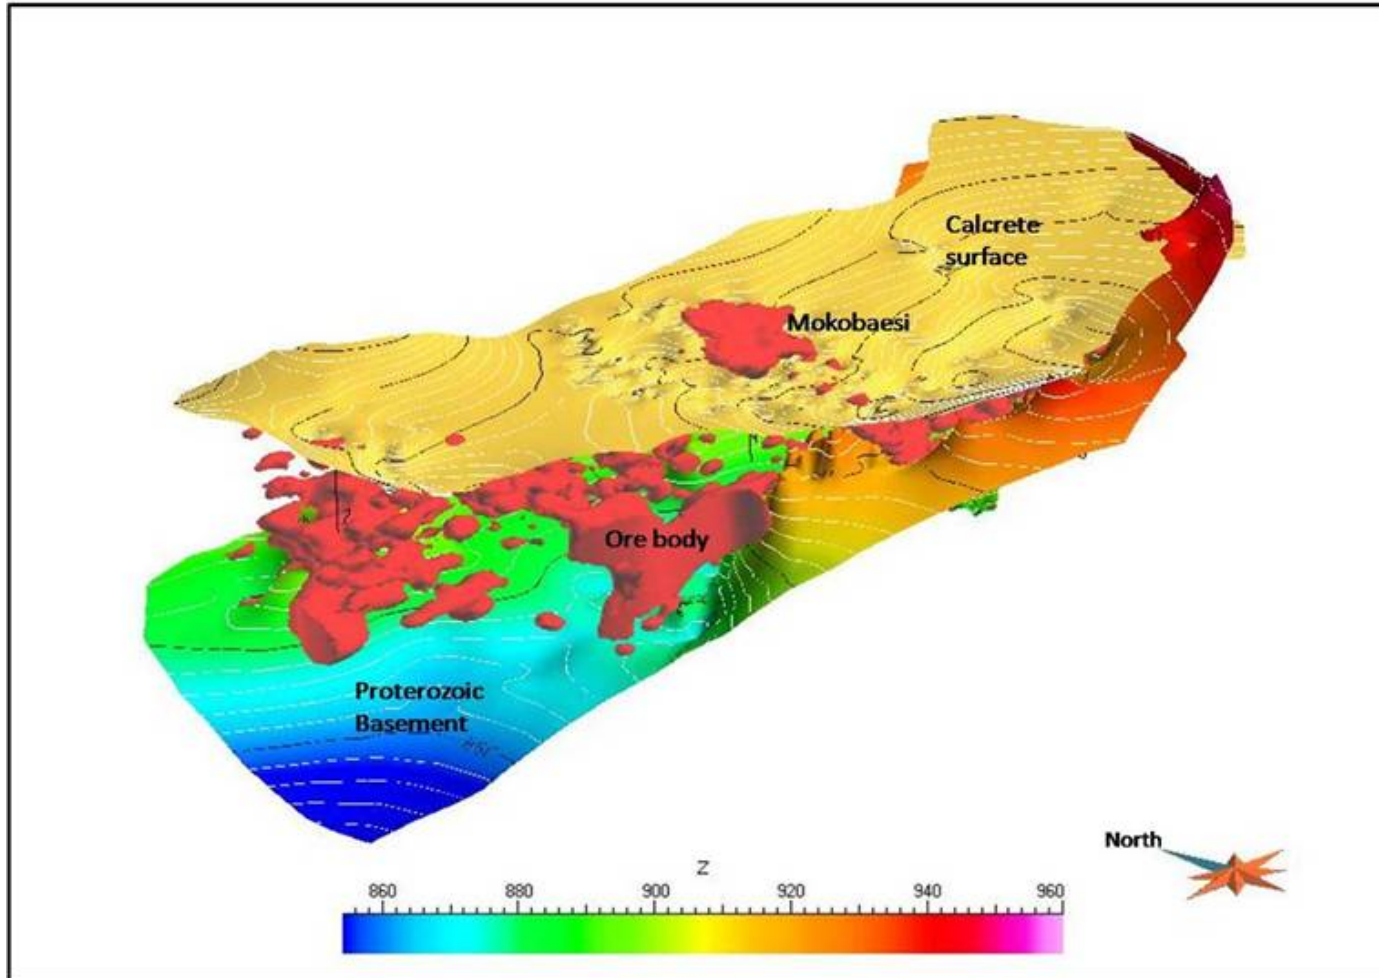 Calcrete
surface
Mokobaesi
Ore body
Proterozoic
Basement
North
Z
860 880 900 920 940 960